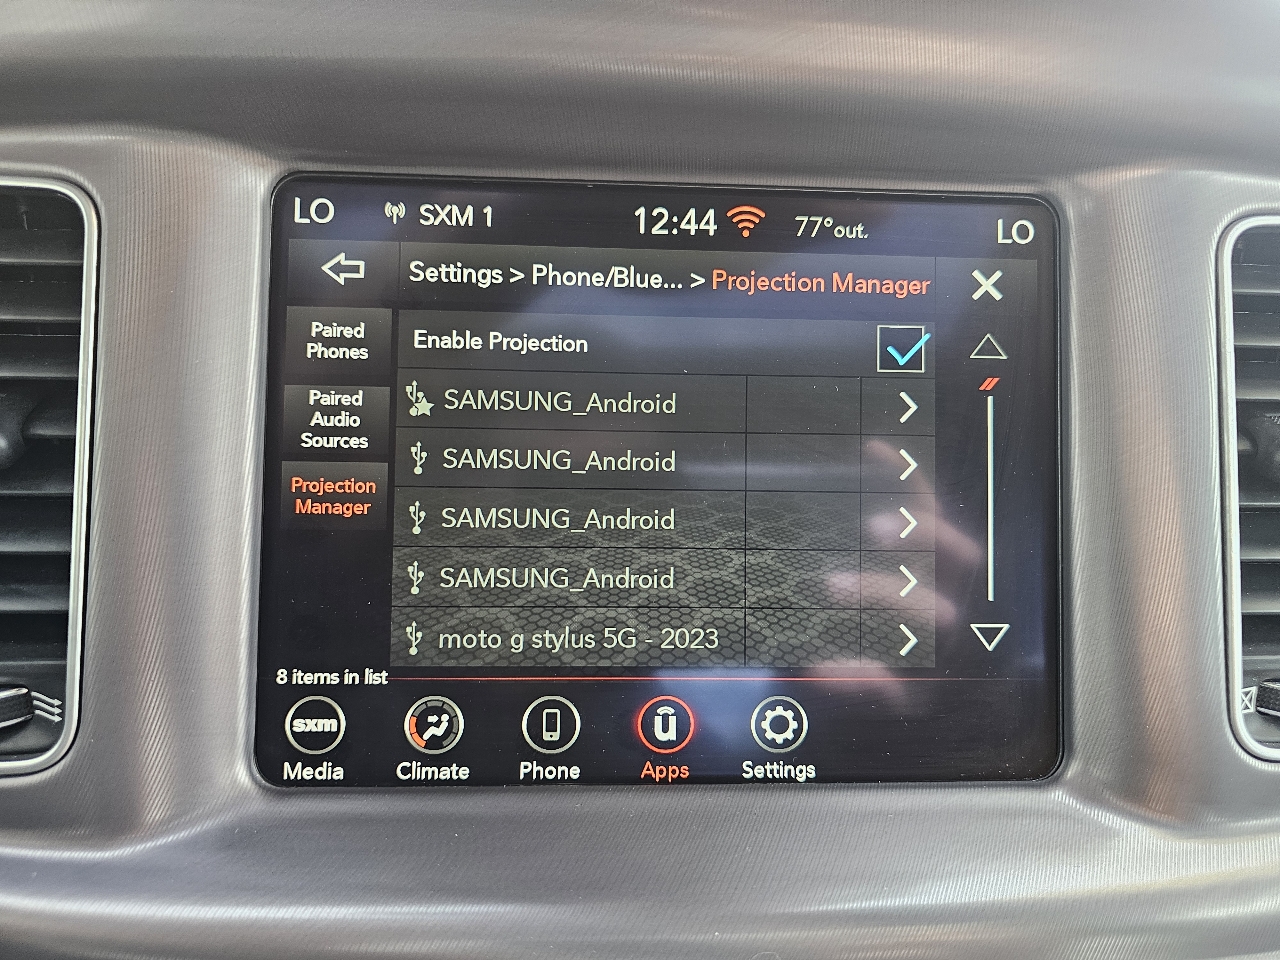 LO SXM 1 12:44 77°out. LO
Settings > Phone/Blue... > Projection Manager
Paired
Phones
Paired
Audio
Sources
Projection
Manager
Enable Projection
SAMSUNG_Android
SAMSUNG_Android
SAMSUNG_Android
SAMSUNG_Android
moto g stylus 5G - 2023
8 items in list
sxm
Media
Climate
Phone
ū
Apps
Settings